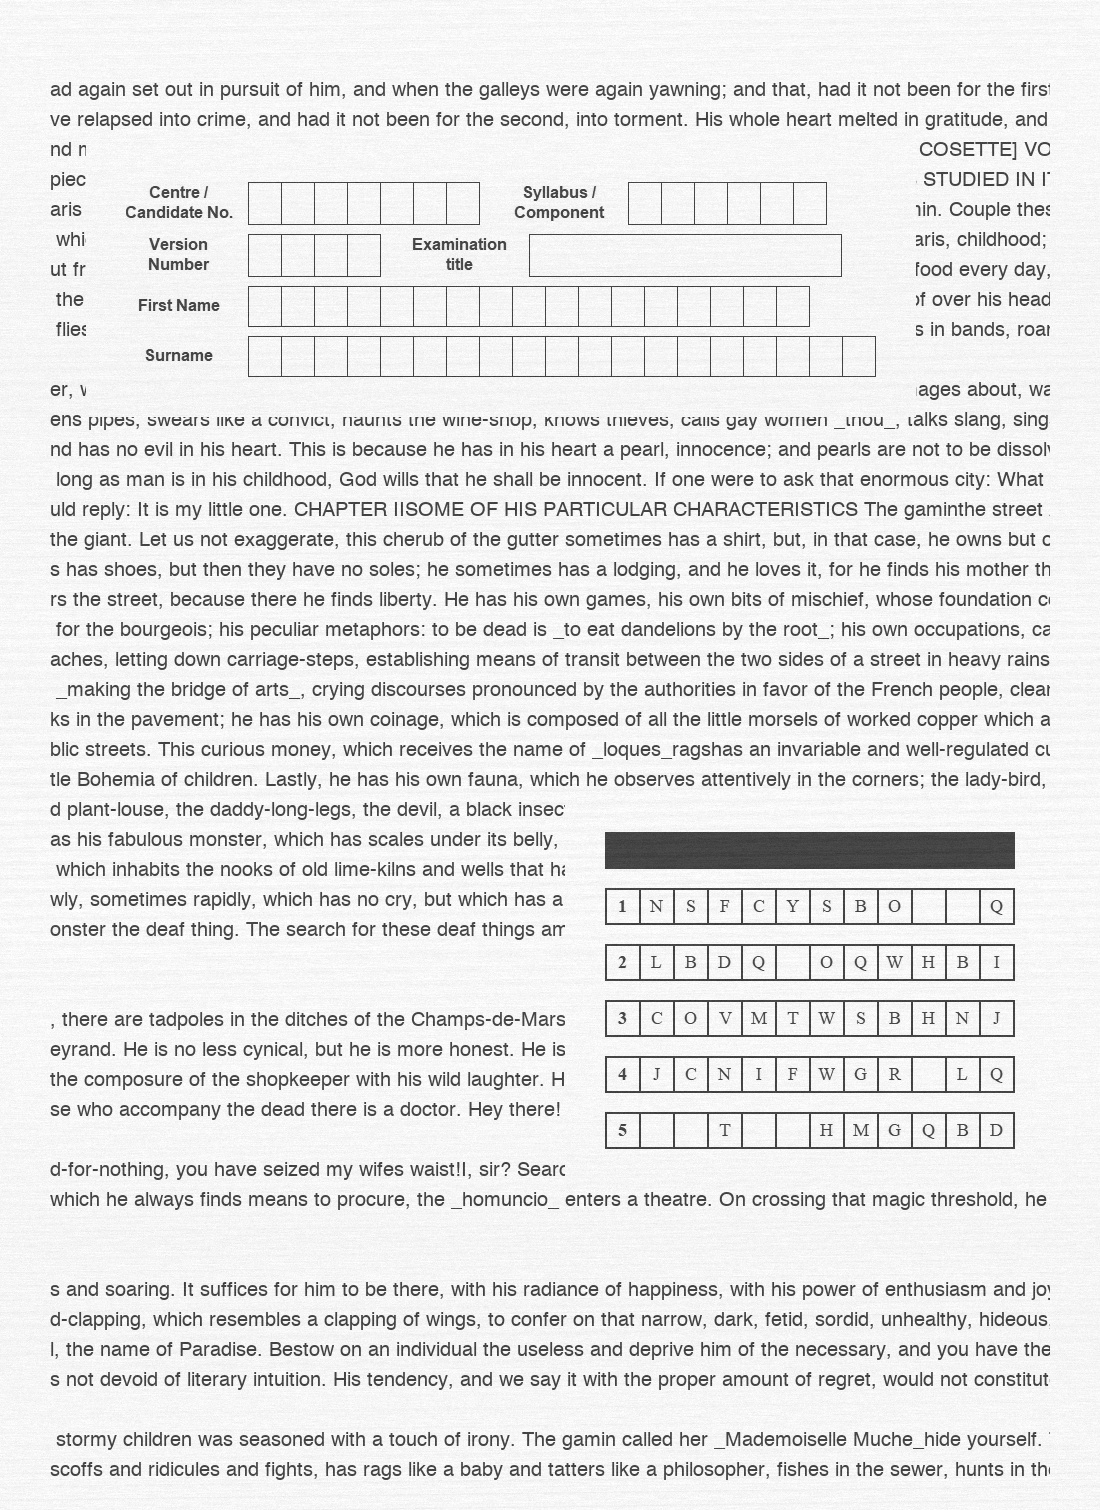 ad again set out in pursuit of him, and when the galleys were again yawning; and that, had it not been for the first
ve relapsed into crime, and had it not been for the second, into torment. His whole heart melted in gratitude, and
nd
COSETTE] VO
piec
STUDIED IN IT
aris
in. Couple thes
whi
aris, childhood;
ut fr
food every day,
the
of over his head
flies
s in bands, roar
Centre /
Candidate No.
Syllabus /
Component
Version
Number
Examination
title
First Name
Surname
er, w
ages about, wa
ens pipes, swears like a convict, haunts the wine-shop, knows thieves, calls gay women _thou_, talks slang, sing
nd has no evil in his heart. This is because he has in his heart a pearl, innocence; and pearls are not to be dissolv
long as man is in his childhood, God wills that he shall be innocent. If one were to ask that enormous city: What
uld reply: It is my little one. CHAPTER IISOME OF HIS PARTICULAR CHARACTERISTICS The gaminthe street
the giant. Let us not exaggerate, this cherub of the gutter sometimes has a shirt, but, in that case, he owns but o
s has shoes, but then they have no soles; he sometimes has a lodging, and he loves it, for he finds his mother th
rs the street, because there he finds liberty. He has his own games, his own bits of mischief, whose foundation co
for the bourgeois; his peculiar metaphors: to be dead is _to eat dandelions by the root_; his own occupations, ca
aches, letting down carriage-steps, establishing means of transit between the two sides of a street in heavy rains
_making the bridge of arts_, crying discourses pronounced by the authorities in favor of the French people, clear
ks in the pavement; he has his own coinage, which is composed of all the little morsels of worked copper which a
blic streets. This curious money, which receives the name of _loques_ragshas an invariable and well-regulated cu
tle Bohemia of children. Lastly, he has his own fauna, which he observes attentively in the corners; the lady-bird,
d plant-louse, the daddy-long-legs, the devil, a black insect
as his fabulous monster, which has scales under its belly,
which inhabits the nooks of old lime-kilns and wells that ha
wly, sometimes rapidly, which has no cry, but which has a
onster the deaf thing. The search for these deaf things am
, there are tadpoles in the ditches of the Champs-de-Mars
eyrand. He is no less cynical, but he is more honest. He is
the composure of the shopkeeper with his wild laughter. H
se who accompany the dead there is a doctor. Hey there!
d-for-nothing, you have seized my wifes waist!I, sir? Searc
1 N S F C Y S B O Q
2 L B D Q O Q W H B I
3 C O V M T W S B H N J
4 J C N I F W G R L Q
5 T H M G Q B D
which he always finds means to procure, the _homuncio_ enters a theatre. On crossing that magic threshold, he
s and soaring. It suffices for him to be there, with his radiance of happiness, with his power of enthusiasm and joy
d-clapping, which resembles a clapping of wings, to confer on that narrow, dark, fetid, sordid, unhealthy, hideous,
l, the name of Paradise. Bestow on an individual the useless and deprive him of the necessary, and you have the
s not devoid of literary intuition. His tendency, and we say it with the proper amount of regret, would not constitut
stormy children was seasoned with a touch of irony. The gamin called her _Mademoiselle Muche_hide yourself.
scoffs and ridicules and fights, has rags like a baby and tatters like a philosopher, fishes in the sewer, hunts in the